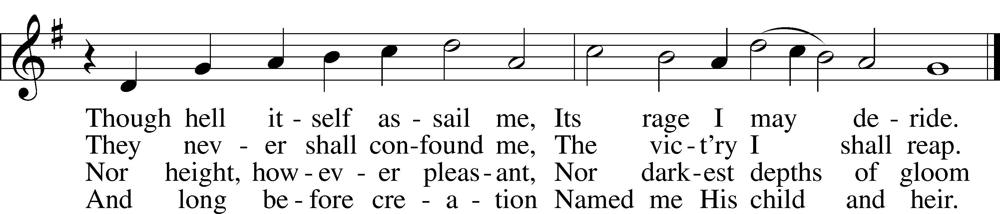 Though hell it - self as - sail me, Its rage I may de - ride.
They nev - er shall con - found me, The vic - t’ry I shall reap.
Nor height, how - ev - er pleas - ant, Nor dark - est depths of gloom
And long be - fore cre - a - tion Named me His child and heir.